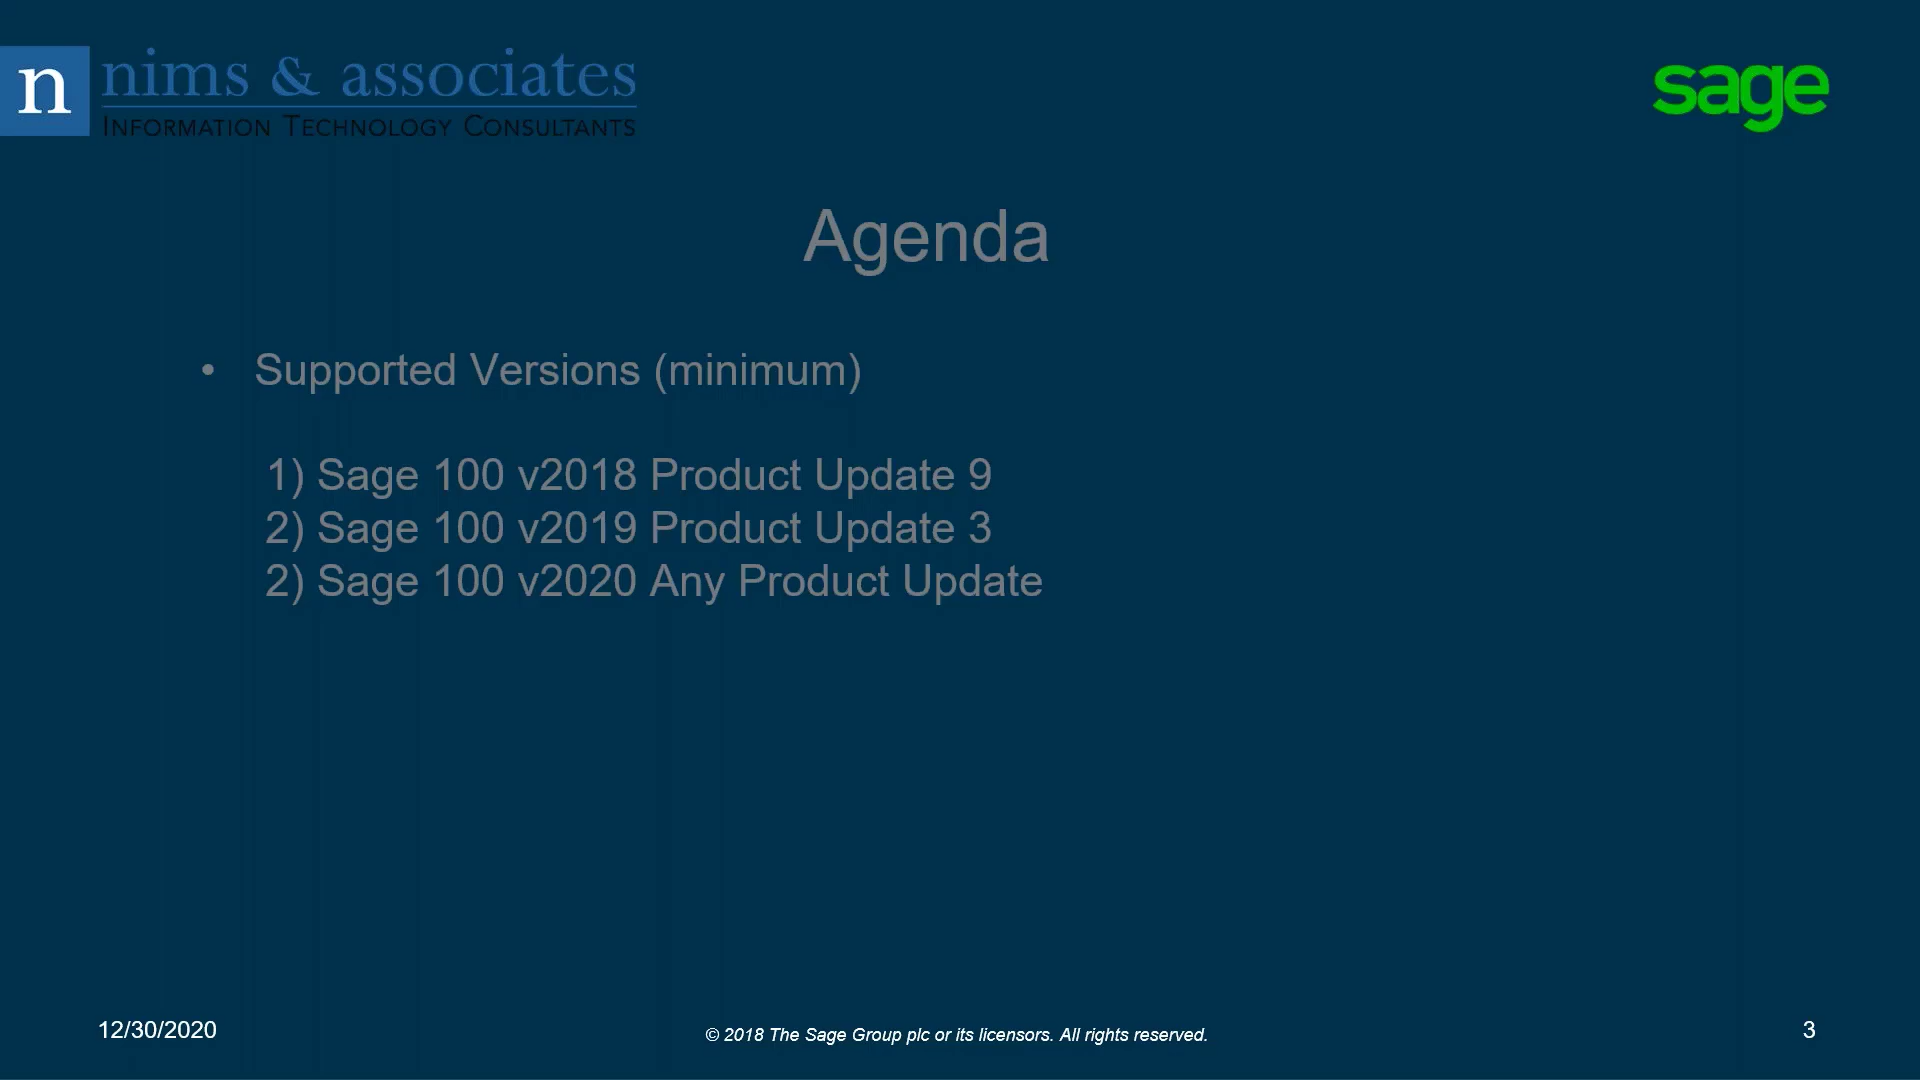 n
nims & associates
INFORMATION TECHNOLOGY CONSULTANTS
sage
Agenda
• Supported Versions (minimum)
1) Sage 100 v2018 Product Update 9
2) Sage 100 v2019 Product Update 3
2) Sage 100 v2020 Any Product Update
12/30/2020
© 2018 The Sage Group plc or its licensors. All rights reserved.
3